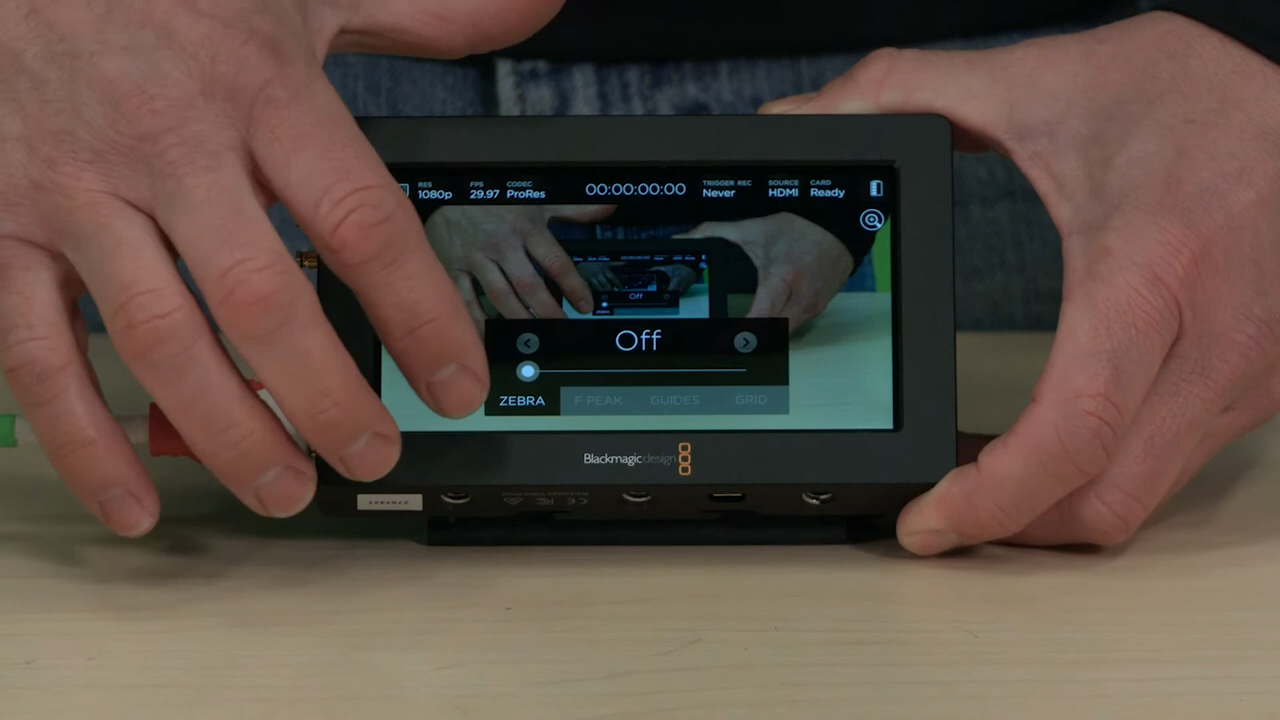 RES FPS CODEC TRIGGER REC SOURCE CARD
1080p 29.97 ProRes 00:00:00:00 Never HDMI Ready
Off
Off
ZEBRA F PEAK GUIDES GRID
Blackmagicdesign